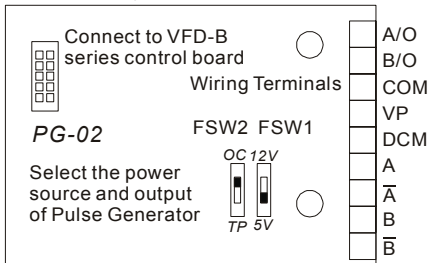 Connect to VFD-B
series control board
Wiring Terminals
PG-02
FSW2 FSW1
OC 12V
TP 5V
Select the power
source and output
of Pulse Generator
A/O
B/O
COM
VP
DCM
A
A̅
B
B̅